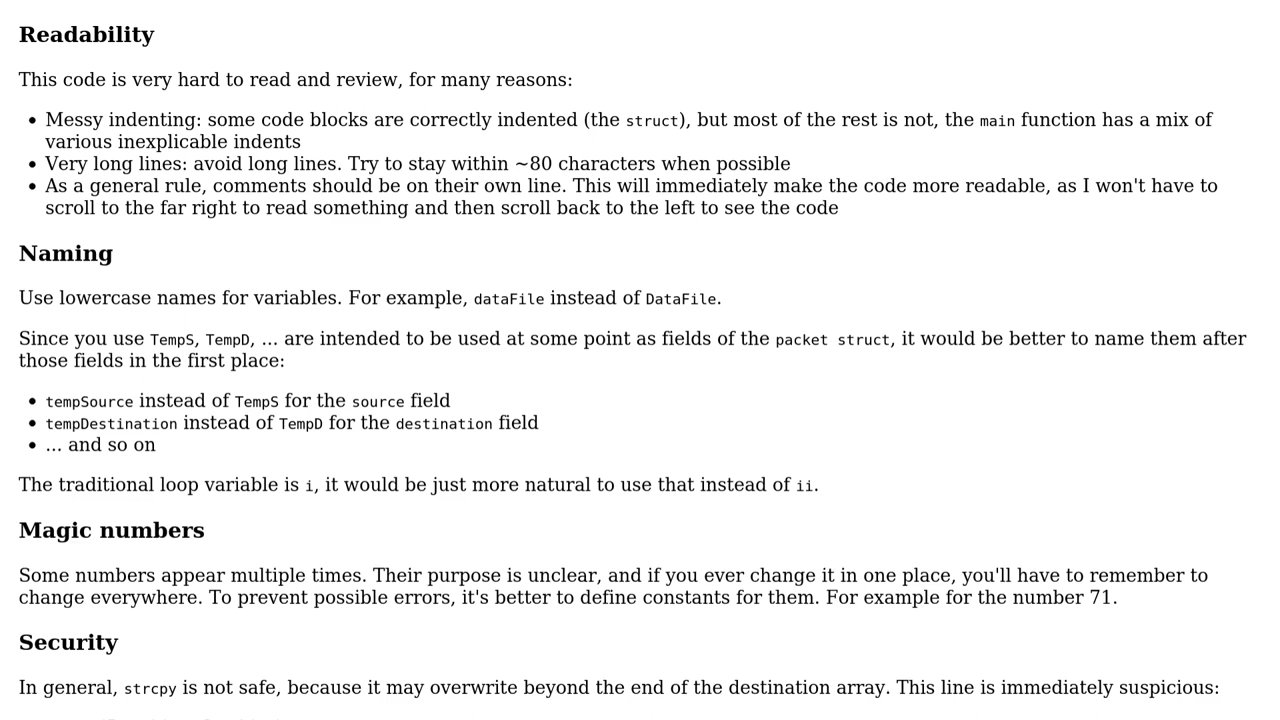 Readability
This code is very hard to read and review, for many reasons:
• Messy indenting: some code blocks are correctly indented (the struct), but most of the rest is not, the main function has a mix of
various inexplicable indents
• Very long lines: avoid long lines. Try to stay within ~80 characters when possible
• As a general rule, comments should be on their own line. This will immediately make the code more readable, as I won't have to
scroll to the far right to read something and then scroll back to the left to see the code
Naming
Use lowercase names for variables. For example, dataFile instead of DataFile.
Since you use TempS, TempD, ... are intended to be used at some point as fields of the packet struct, it would be better to name them after
those fields in the first place:
• tempSource instead of TempS for the source field
• tempDestination instead of TempD for the destination field
• ... and so on
The traditional loop variable is i, it would be just more natural to use that instead of ii.
Magic numbers
Some numbers appear multiple times. Their purpose is unclear, and if you ever change it in one place, you'll have to remember to
change everywhere. To prevent possible errors, it's better to define constants for them. For example for the number 71.
Security
In general, strcpy is not safe, because it may overwrite beyond the end of the destination array. This line is immediately suspicious: